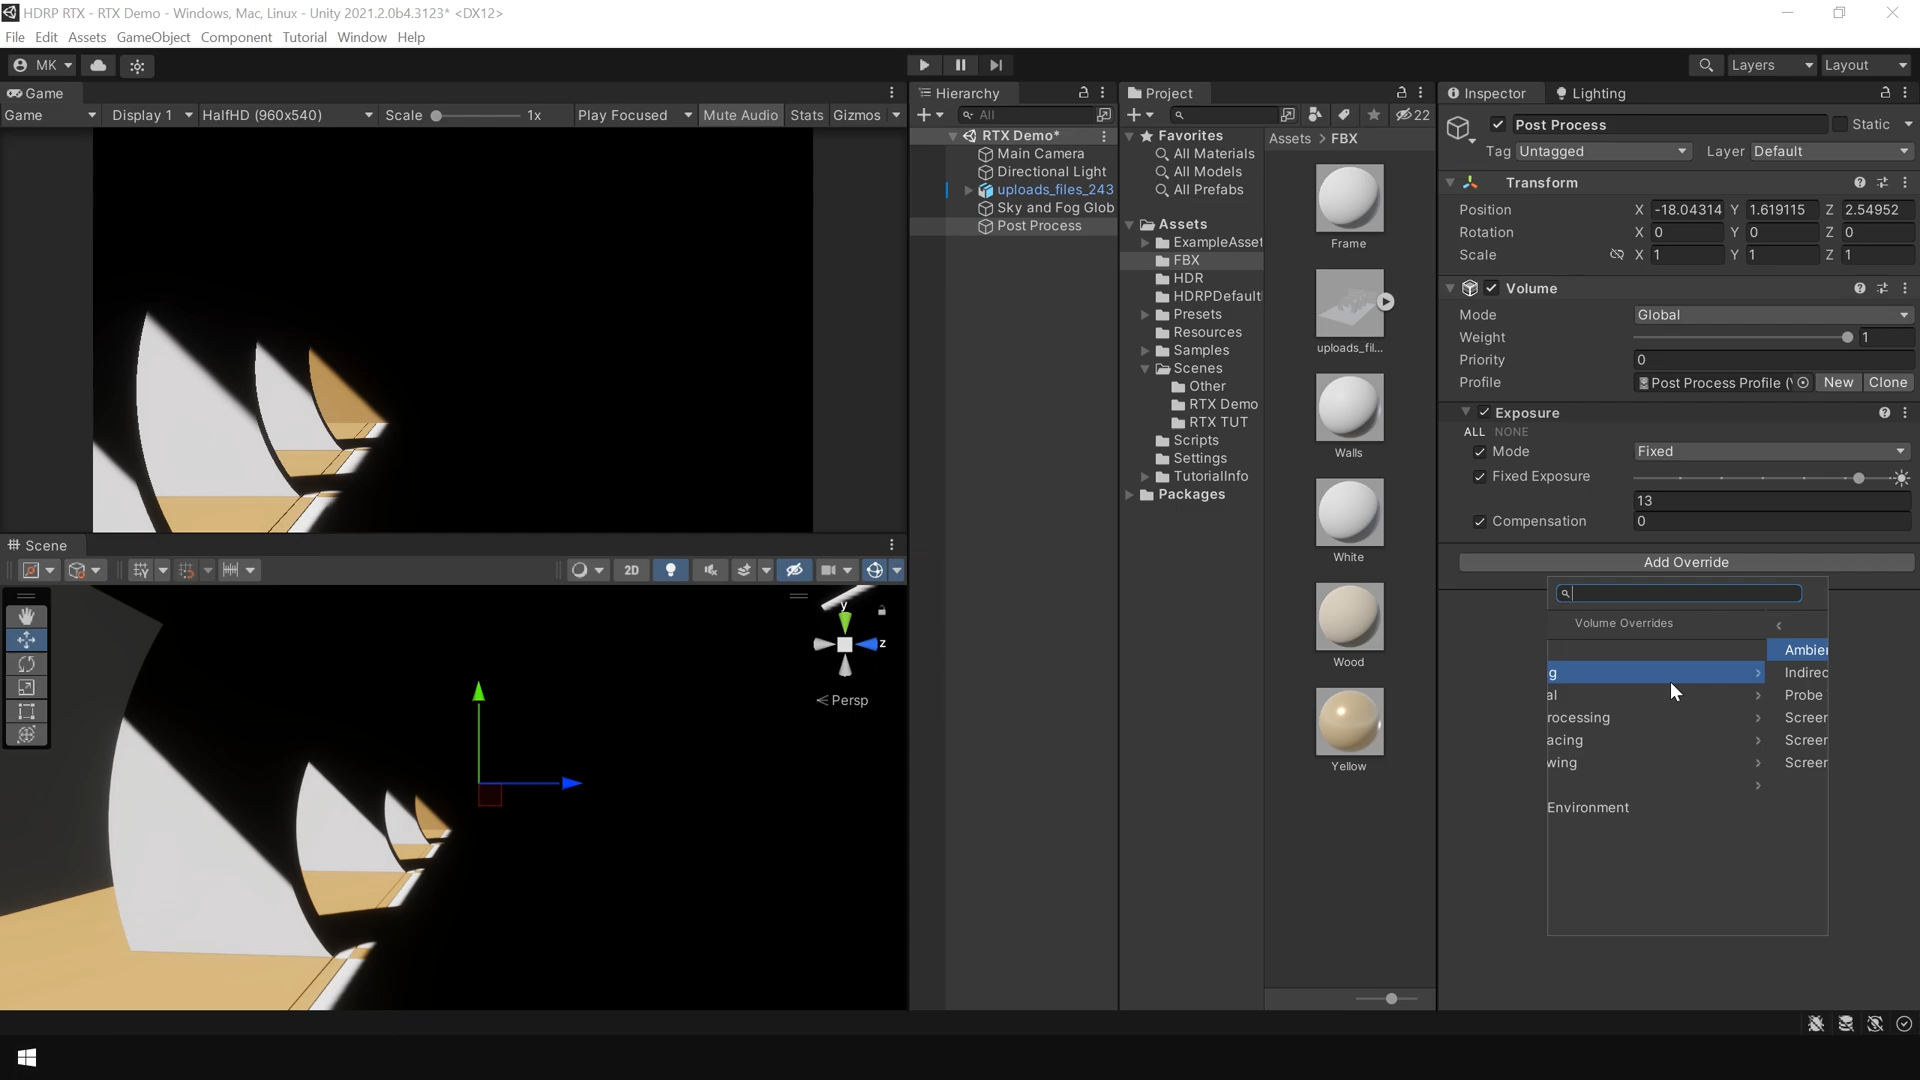 HDRP RTX - RTX Demo - Windows, Mac, Linux - Unity 2021.2.0b4.3123* <DX12>
File Edit Assets GameObject Component Tutorial Window Help
MK
Layers Layout
Game
Game Display 1 HalfHD (960x540) Scale 1x Play Focused Mute Audio Stats Gizmos
Scene
2D
y
z
< Persp
Hierarchy
All
RTX Demo*
Main Camera
Directional Light
uploads_files_243
Sky and Fog Glob
Post Process
Project
22
Favorites
All Materials
All Models
All Prefabs
Assets
ExampleAsset
FBX
HDR
HDRPDefault
Presets
Resources
Samples
Scenes
Other
RTX Demo
RTX TUT
Scripts
Settings
TutorialInfo
Packages
Assets > FBX
Frame
uploads_fil...
Walls
White
Wood
Yellow
Inspector Lighting
Post Process Static
Tag Untagged Layer Default
Transform
Position X -18.04314 Y 1.619115 Z 2.54952
Rotation X 0 Y 0 Z 0
Scale X 1 Y 1 Z 1
Volume
Mode Global
Weight 1
Priority 0
Profile Post Process Profile (V New Clone
Exposure
ALL NONE
Mode Fixed
Fixed Exposure
13
Compensation 0
Add Override
Volume Overrides
g
al
rocessing
acing
wing
Environment
Ambie
Indirec
Probe
Screer
Screer
Screer